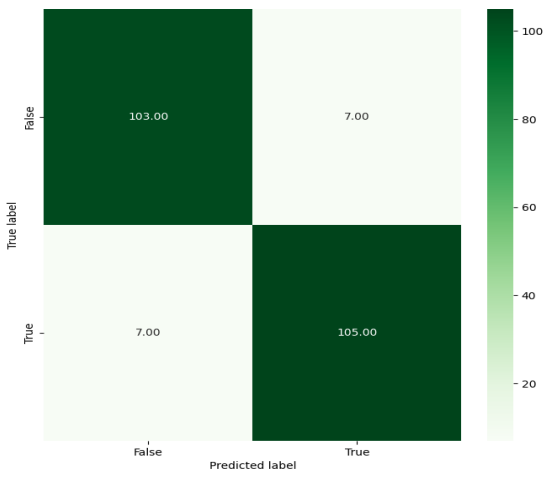 103.00 7.00
7.00 105.00
False
True
True label
False True
Predicted label
100
80
60
40
20